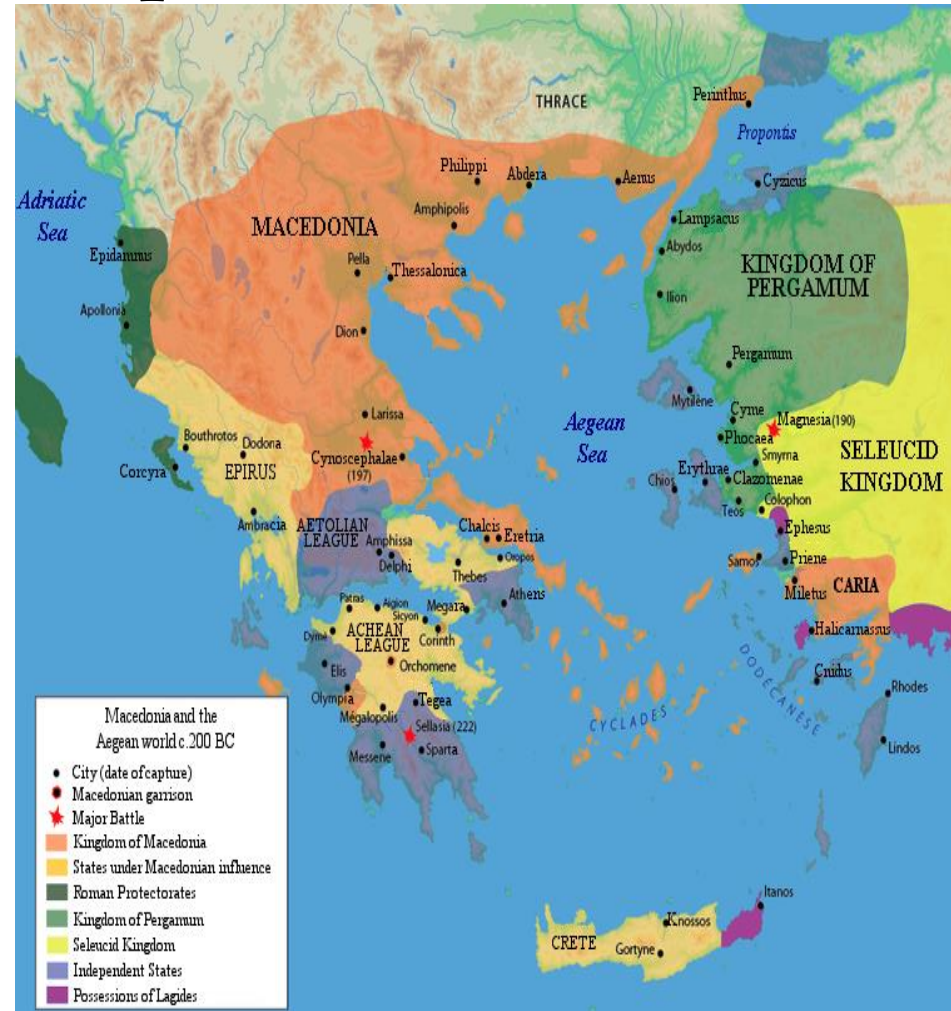 THRACE
Perinthus
Propontis
Philippi
Abdera
Aenus
Cyzicus
Adriatic
Sea
Amphipolis
Lampsacus
MACEDONIA
Epidamnus
Abydos
Pella
Thessalonica
KINGDOM OF
PERGAMUM
Ilion
Apollonia
Dion
Pergamum
Mytilène
Larissa
Cyme
Magnesia (190)
Aegean
Sea
Phocaea
Bouthrotos
Dodona
Cynoscephalae
(197)
Smyrna
SELEUCID
KINGDOM
Corcyra
EPIRUS
Erythrae
Chios
Clazomenae
Teos
Colophon
Ambracia
AETOLIAN
LEAGUE
Amphissa
Delphi
Chalcis
Eretria
Oropos
Ephesus
Thebes
Samos
Priene
CARIA
Miletus
Patras
Aigion
Sicyon
Megara
Athens
Dyme
ACHEAN
LEAGUE
Corinth
Halicarnassus
Elis
Orchomene
DODÉCANÈSE
Cnidus
Olympia
Tegea
Rhodes
Mégalopolis
CYCLADES
Sellasia (222)
Messene
Sparta
Lindos
Itanos
Knossos
CRETE
Gortyne
Macedonia and the
Aegean world c.200 BC
City (date of capture)
Macedonian garrison
Major Battle
Kingdom of Macedonia
States under Macedonian influence
Roman Protectorates
Kingdom of Pergamum
Seleucid Kingdom
Independent States
Possessions of Lagides